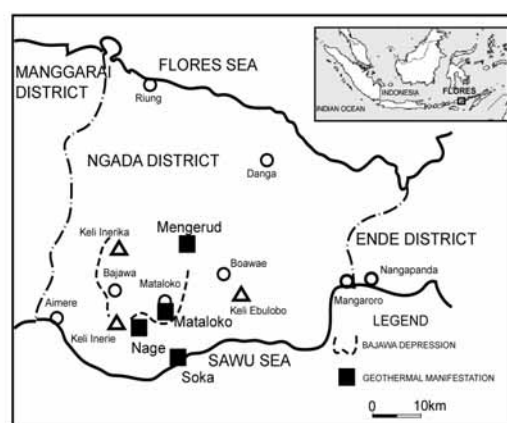 MANGGARAI
DISTRICT
FLORES SEA
Riung
INDONESIA
FLORES
INDIAN OCEAN
NGADA DISTRICT
Danga
Keli Inerika
Mengerud
Bajawa
Mataloko
Boawae
ENDE DISTRICT
Nangapanda
Mangaroro
Aimere
Keli Inerie
Mataloko
Keli Ebulobo
Nage
Soka
SAWU SEA
LEGEND
BAJAWA DEPRESSION
GEOTHERMAL MANIFESTATION
0 10km